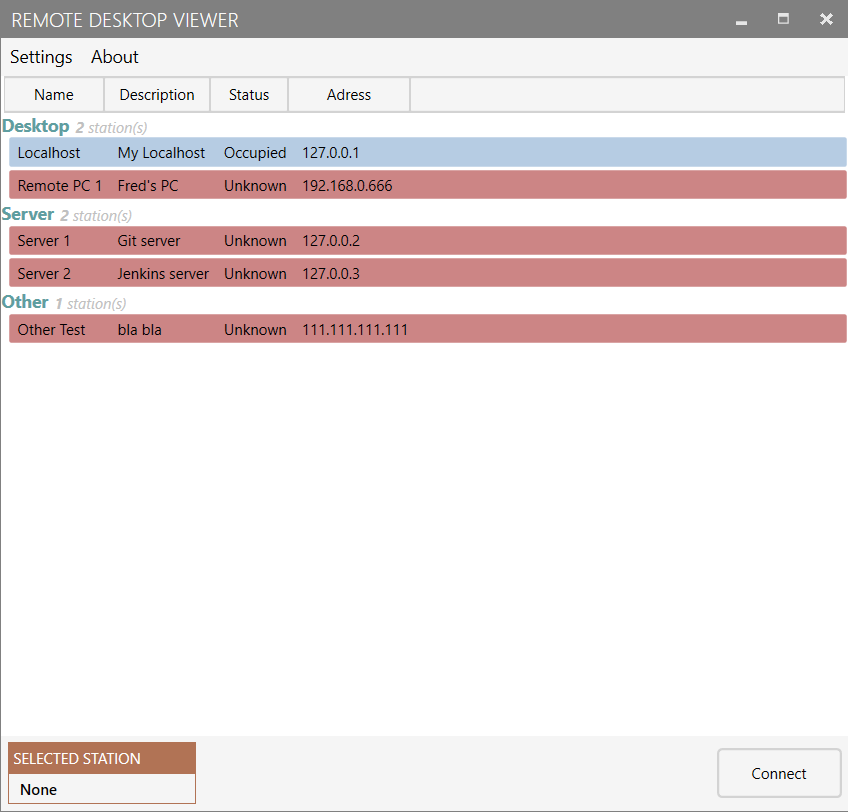 REMOTE DESKTOP VIEWER
Settings About
Name Description Status Adress
Desktop 2 station(s)
Localhost My Localhost Occupied 127.0.0.1
Remote PC 1 Fred's PC Unknown 192.168.0.666
Server 2 station(s)
Server 1 Git server Unknown 127.0.0.2
Server 2 Jenkins server Unknown 127.0.0.3
Other 1 station(s)
Other Test bla bla Unknown 111.111.111.111
SELECTED STATION
None
Connect